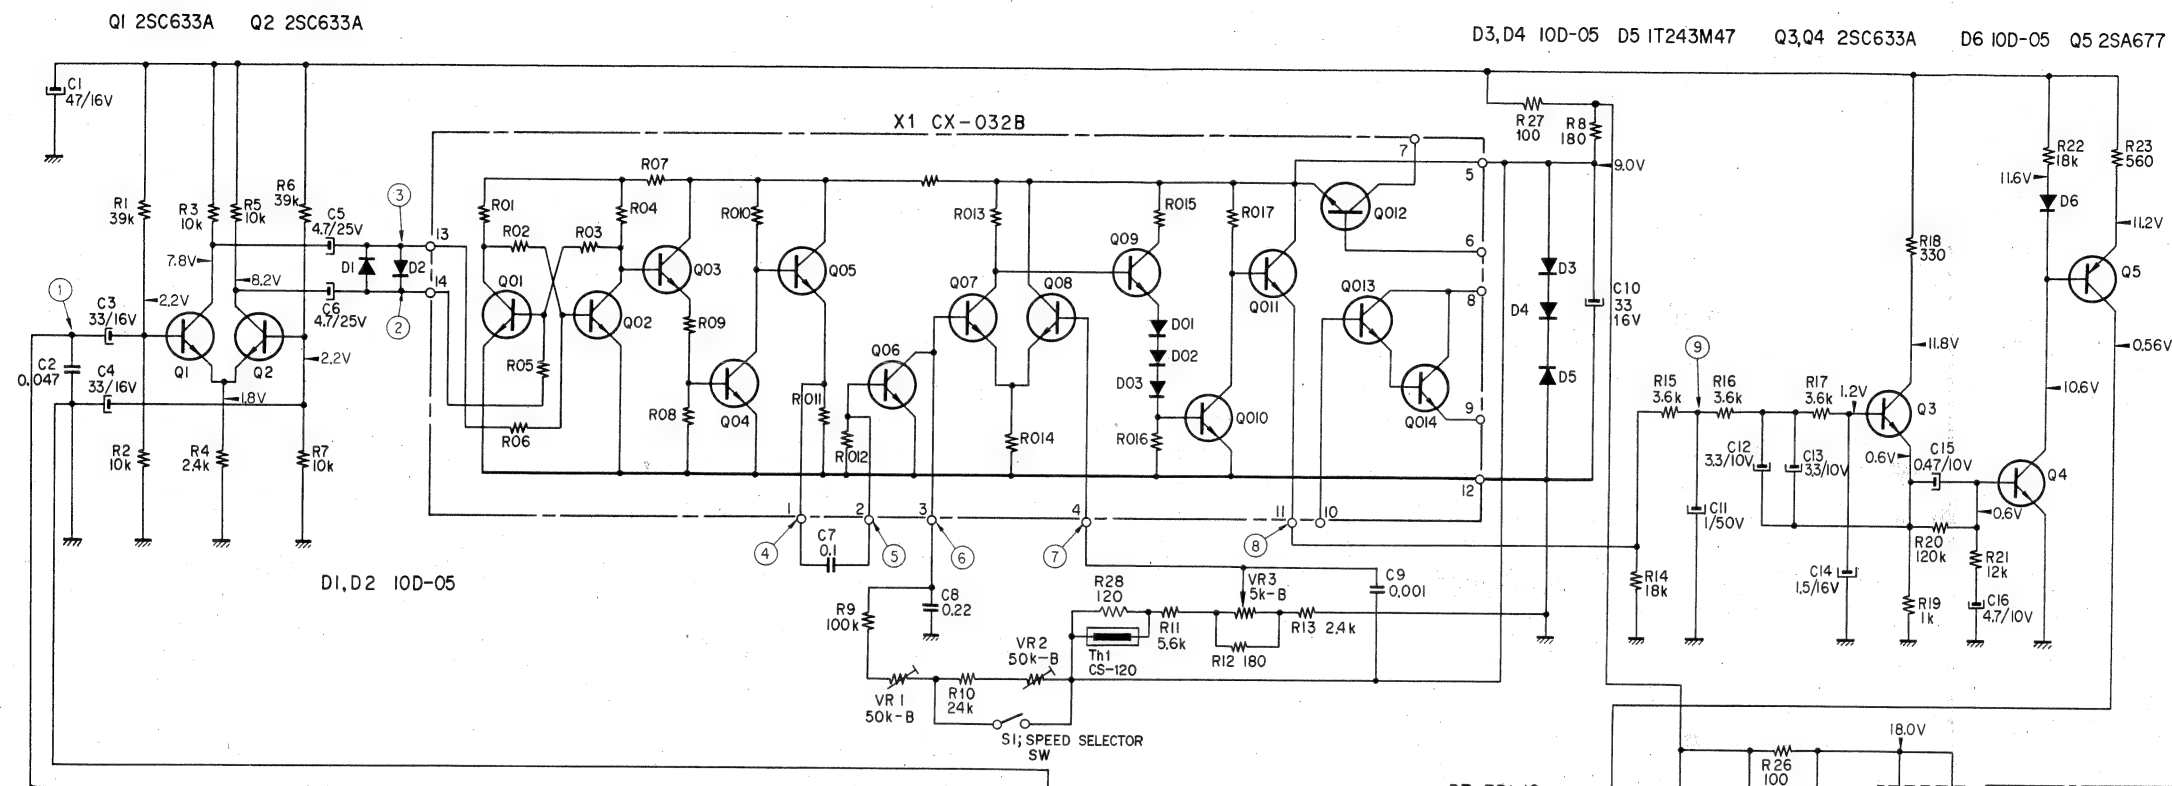 Q1 2SC633A Q2 2SC633A
D3,D4 10D-05 D5 1T243M47 Q3,Q4 2SC633A D6 10D-05 Q5 2SA677
C1
47/16V
X1 CX-032B
R27
100
R8
180
9.0V
R22
18k
R23
560
11.6V
D6
11.2V
R1
39k
R3
10k
R5
10k
R6
39k
C5
4.7/25V
3
13
7.8V
8.2V
D1
D2
14
C6
4.7/25V
2
1
C3
33/16V
2.2V
C2
0.047
C4
33/16V
Q1
Q2
2.2V
1.8V
R2
10k
R4
2.4k
R7
10k
D1,D2 10D-05
R07
R01
R02
R03
R04
Q01
Q02
Q03
R05
R06
R09
R08
Q04
R010
Q05
R011
Q06
R012
R013
Q07
Q08
R014
Q09
R015
D01
D02
D03
R016
Q010
R017
Q011
Q012
Q013
Q014
7
5
6
8
9
12
1
2
3
4
11
10
4
5
6
7
8
C7
0.1
D3
D4
D5
C10
33
16V
R9
100k
C8
0.22
VR1
50k-B
R10
24k
VR2
50k-B
S1; SPEED SELECTOR
SW
R28
120
Th1
CS-120
R11
5.6k
VR3
5k-B
R12 180
R13 2.4k
C9
0.001
R14
18k
R15
3.6k
9
R16
3.6k
R17
3.6k
1.2V
C11
1/50V
C12
3.3/10V
C13
3.3/10V
C14
1.5/16V
R18
330
11.8V
Q3
0.6V
C15
0.47/10V
R19
1k
R20
120k
0.6V
R21
12k
C16
4.7/10V
Q4
10.6V
Q5
0.56V
18.0V
R26
100